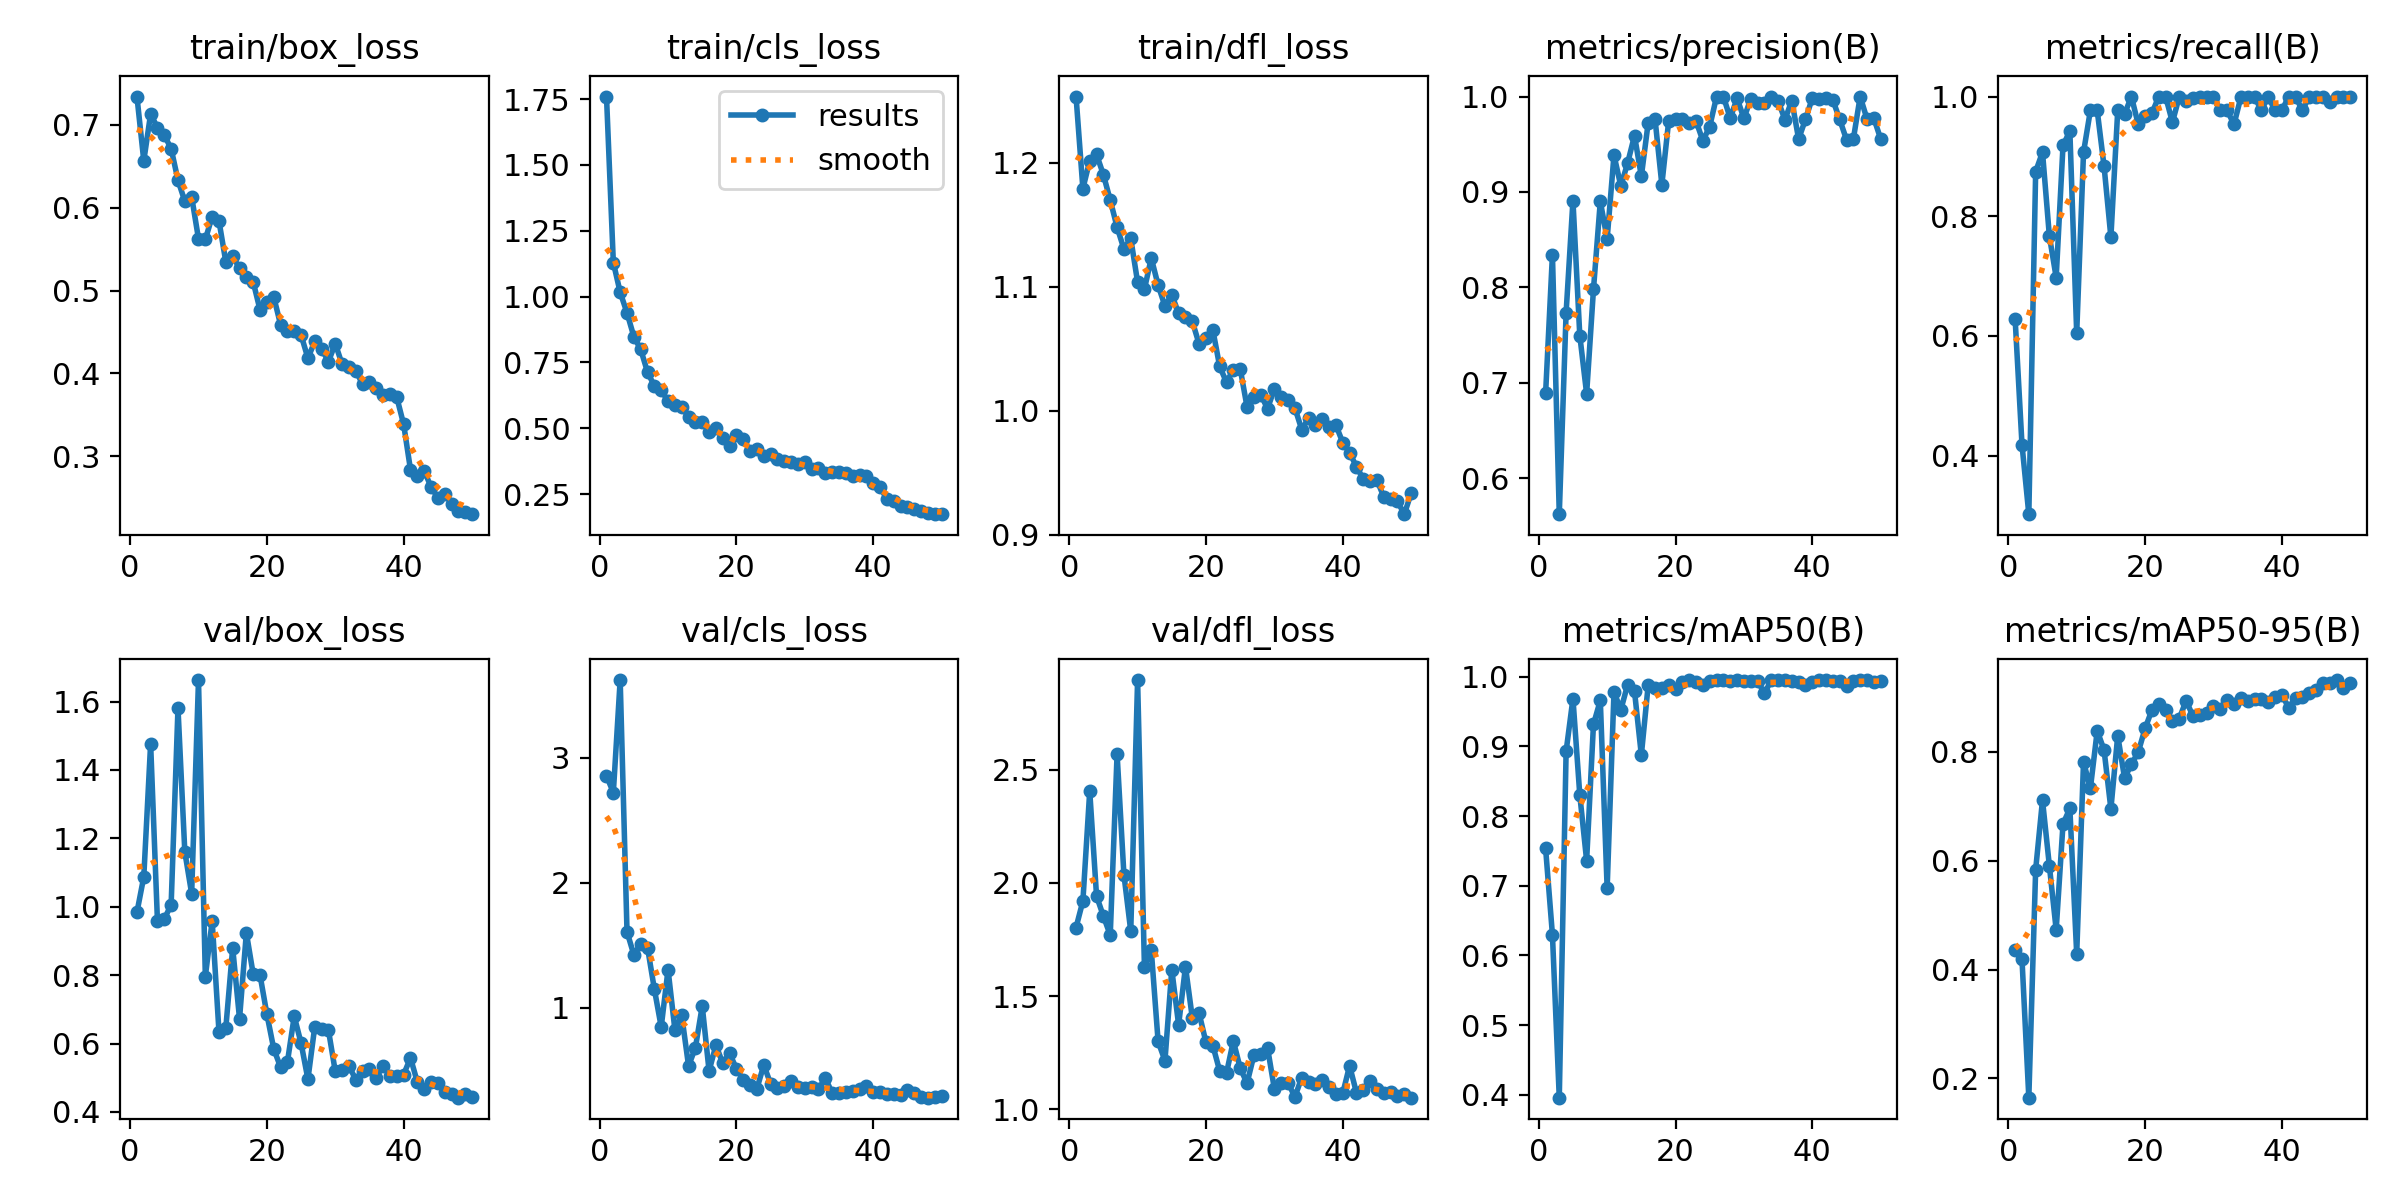 train/box_loss
0.7
0.6
0.5
0.4
0.3
0 20 40
train/cls_loss
results
smooth
1.75
1.50
1.25
1.00
0.75
0.50
0.25
0 20 40
train/dfl_loss
1.2
1.1
1.0
0.9
0 20 40
metrics/precision(B)
1.0
0.9
0.8
0.7
0.6
0 20 40
metrics/recall(B)
1.0
0.8
0.6
0.4
0 20 40
val/box_loss
1.6
1.4
1.2
1.0
0.8
0.6
0.4
0 20 40
val/cls_loss
3
2
1
0 20 40
val/dfl_loss
2.5
2.0
1.5
1.0
0 20 40
metrics/mAP50(B)
1.0
0.9
0.8
0.7
0.6
0.5
0.4
0 20 40
metrics/mAP50-95(B)
0.8
0.6
0.4
0.2
0 20 40